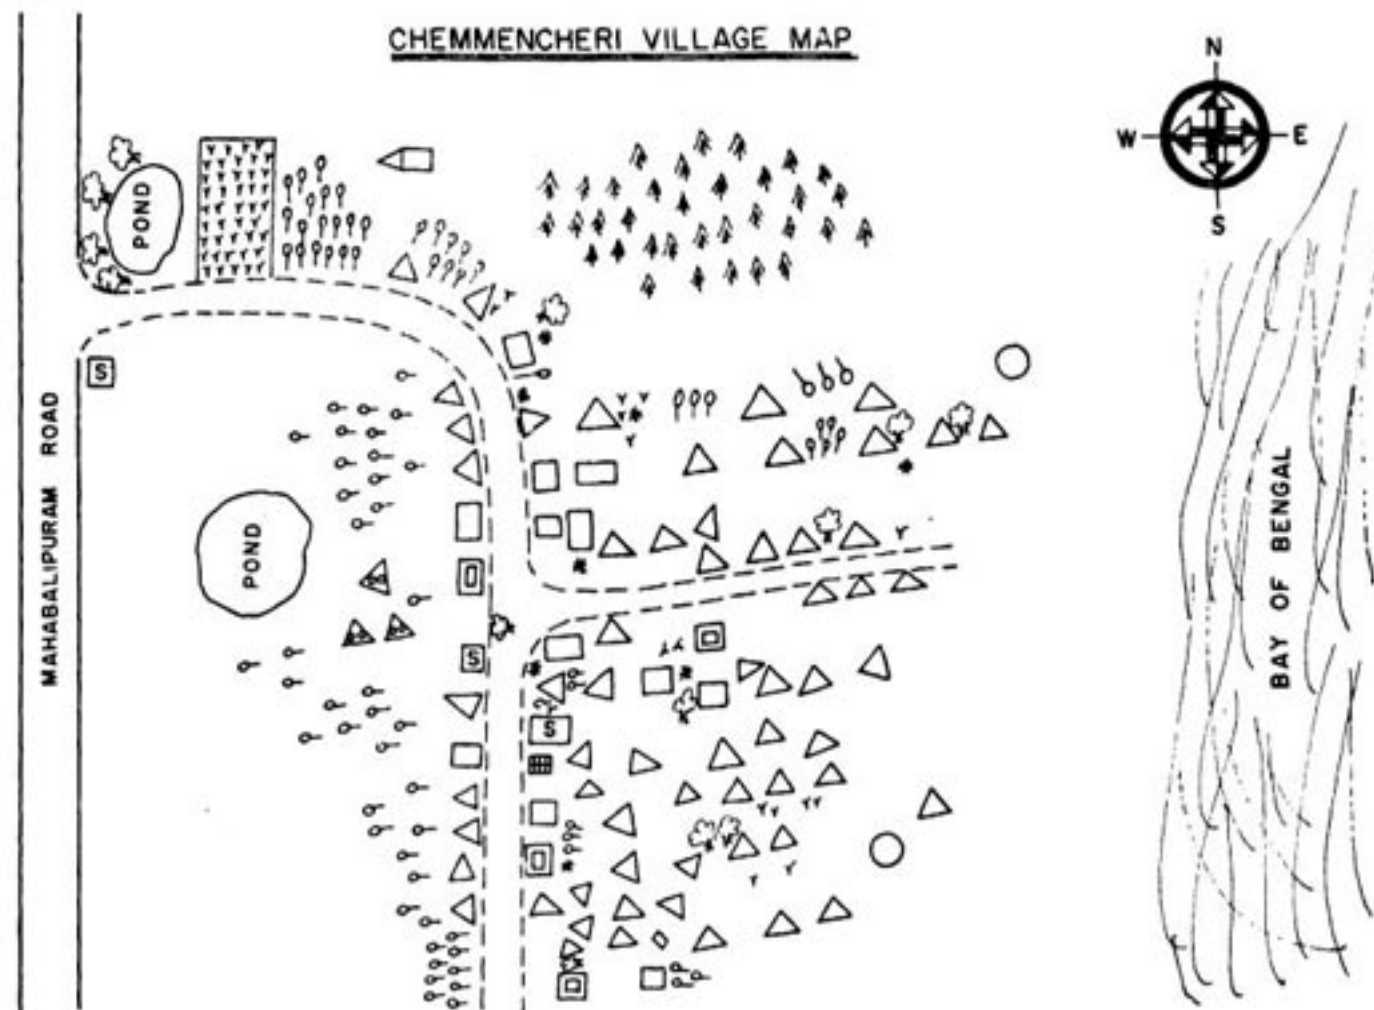 CHEMMENCHERI VILLAGE MAP
N
W
E
S
POND
S
MAHABALIPURAM ROAD
POND
BAY OF BENGAL
S
S